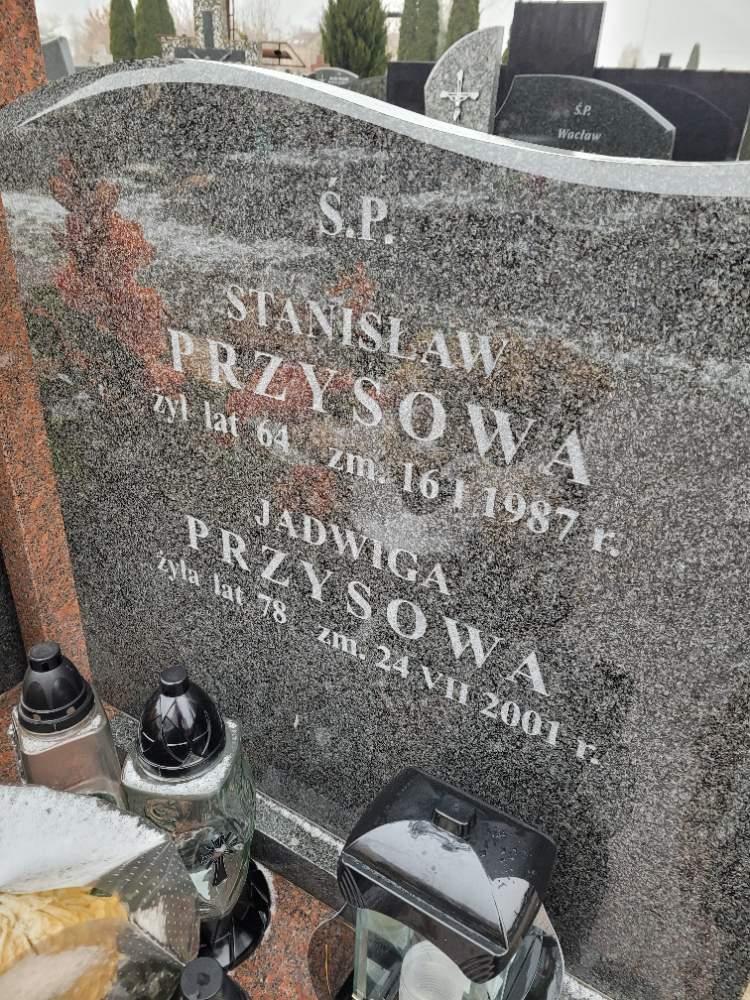 Ś.P.
Wacław
Ś.P.
STANISŁAW
PRZYSOWA
żył lat 64 zm. 16 I 1987 r.
JADWIGA
PRZYSOWA
żyła lat 78 zm. 24 VII 2001 r.